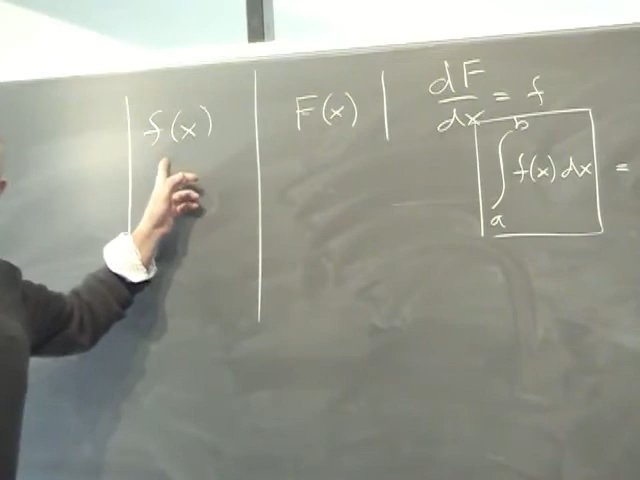 f(x) | F(x) | dF/dx = f
∫_a^b f(x) dx =